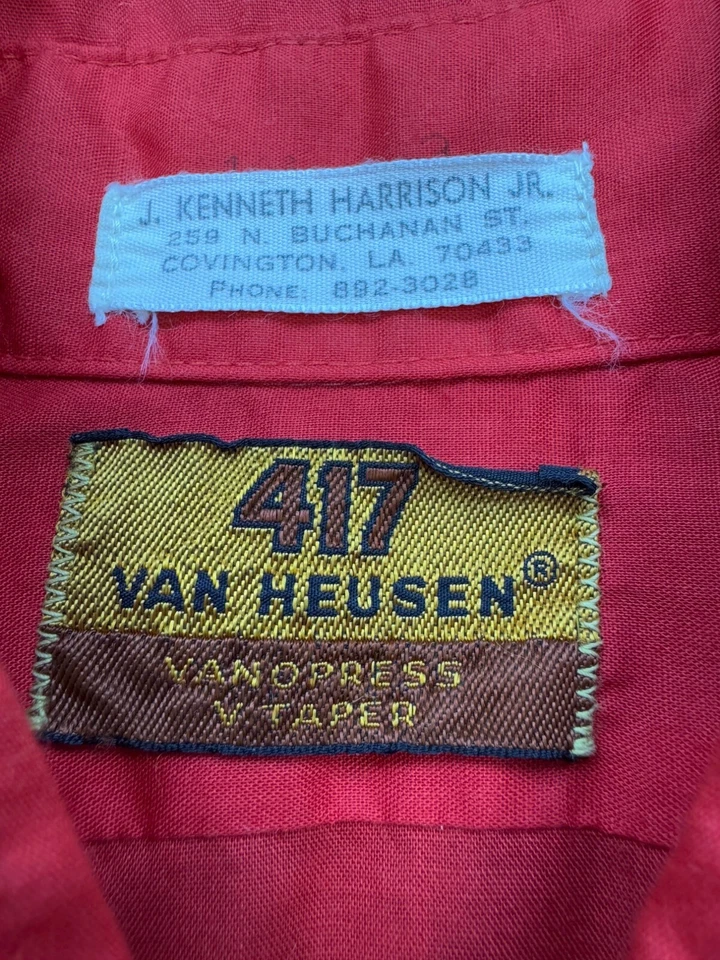 J. KENNETH HARRISON JR.
259 N. BUCHANAN ST.
COVINGTON, LA. 70433
PHONE: 892-3028
417
VAN HEUSEN®
VANOPRESS
V TAPER